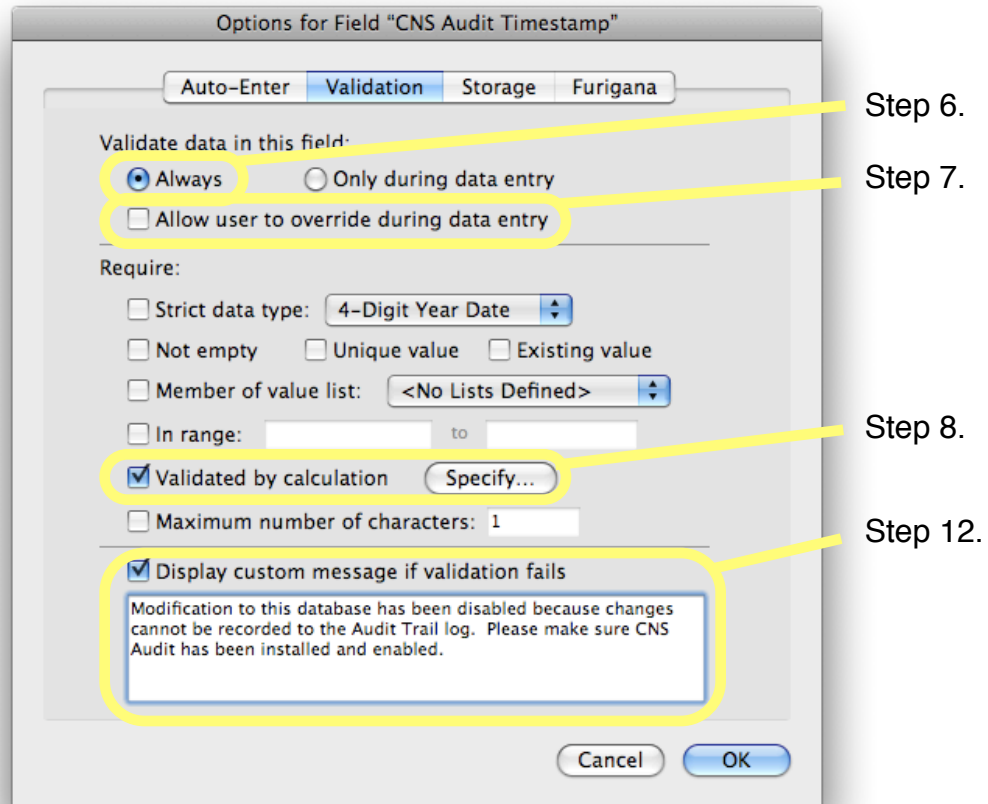 Options for Field “CNS Audit Timestamp”
Auto-Enter Validation Storage Furigana
Step 6.
Validate data in this field:
Always Only during data entry
Step 7.
Allow user to override during data entry
Require:
Strict data type: 4-Digit Year Date
Not empty Unique value Existing value
Member of value list: <No Lists Defined>
In range: to
Step 8.
Validated by calculation Specify...
Maximum number of characters: 1
Step 12.
Display custom message if validation fails
Modification to this database has been disabled because changes
cannot be recorded to the Audit Trail log.  Please make sure CNS
Audit has been installed and enabled.
Cancel OK